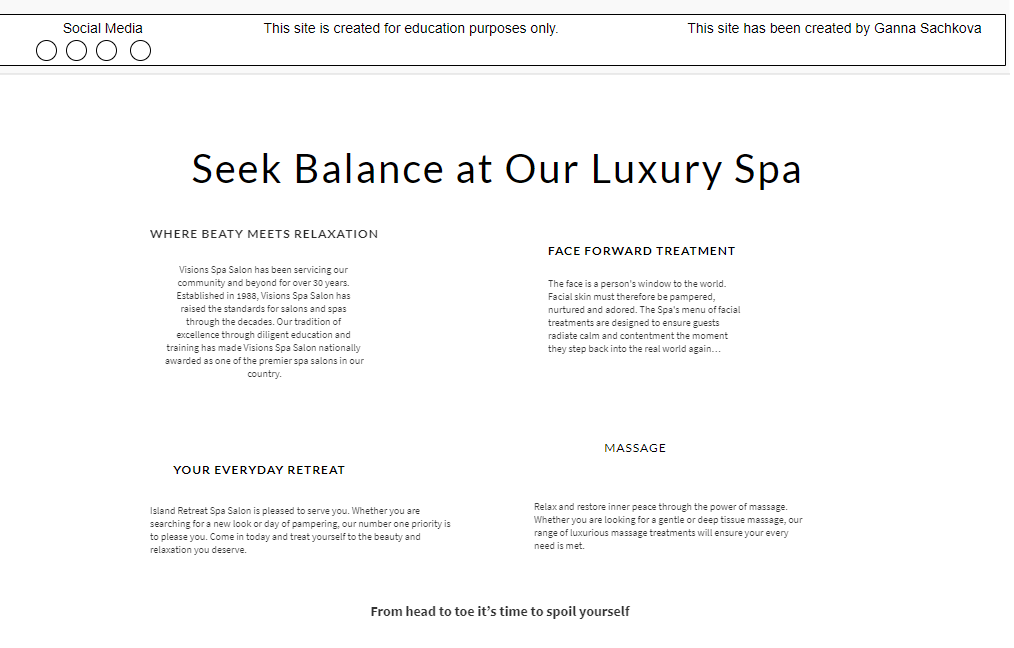 Social Media
This site is created for education purposes only.
This site has been created by Ganna Sachkova
Seek Balance at Our Luxury Spa
WHERE BEATY MEETS RELAXATION
Visions Spa Salon has been servicing our
community and beyond for over 30 years.
Established in 1988, Visions Spa Salon has
raised the standards for salons and spas
through the decades. Our tradition of
excellence through diligent education and
training has made Visions Spa Salon nationally
awarded as one of the premier spa salons in our
country.
FACE FORWARD TREATMENT
The face is a person's window to the world.
Facial skin must therefore be pampered,
nurtured and adored. The Spa's menu of facial
treatments are designed to ensure guests
radiate calm and contentment the moment
they step back into the real world again…
YOUR EVERYDAY RETREAT
Island Retreat Spa Salon is pleased to serve you. Whether you are
searching for a new look or day of pampering, our number one priority is
to please you. Come in today and treat yourself to the beauty and
relaxation you deserve.
MASSAGE
Relax and restore inner peace through the power of massage.
Whether you are looking for a gentle or deep tissue massage, our
range of luxurious massage treatments will ensure your every
need is met.
From head to toe it's time to spoil yourself